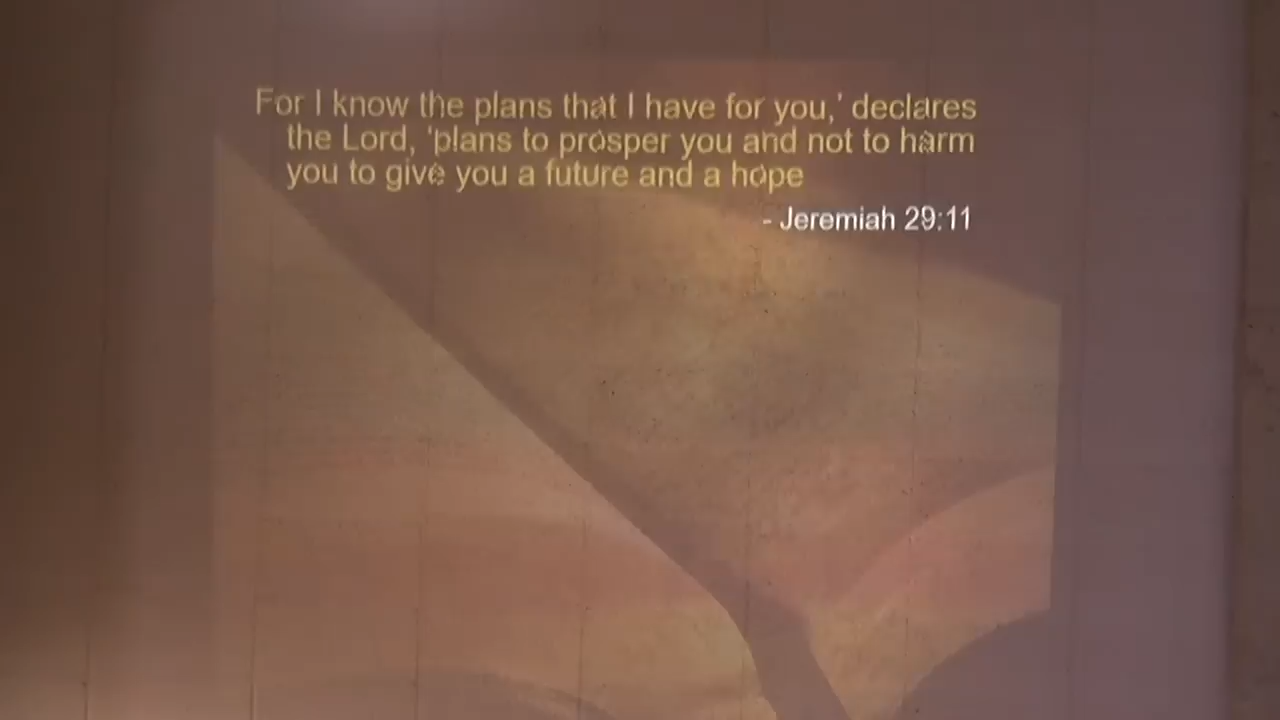 For I know the plans that I have for you,' declares
the Lord, 'plans to prosper you and not to harm
you to give you a future and a hope
- Jeremiah 29:11